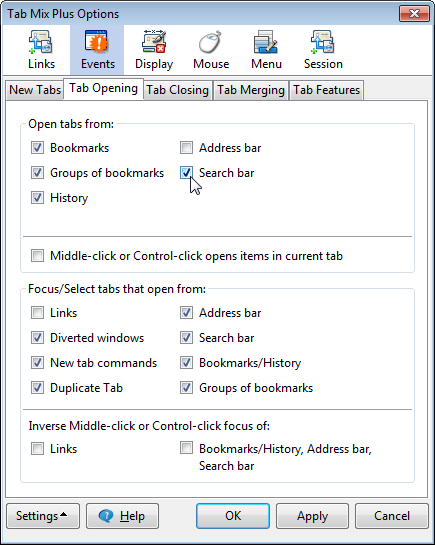 Tab Mix Plus Options
Links Events Display Mouse Menu Session
New Tabs Tab Opening Tab Closing Tab Merging Tab Features
Open tabs from:
Bookmarks Address bar
Groups of bookmarks Search bar
History
Middle-click or Control-click opens items in current tab
Focus/Select tabs that open from:
Links Address bar
Diverted windows Search bar
New tab commands Bookmarks/History
Duplicate Tab Groups of bookmarks
Inverse Middle-click or Control-click focus of:
Links Bookmarks/History, Address bar,
Search bar
Settings Help OK Apply Cancel